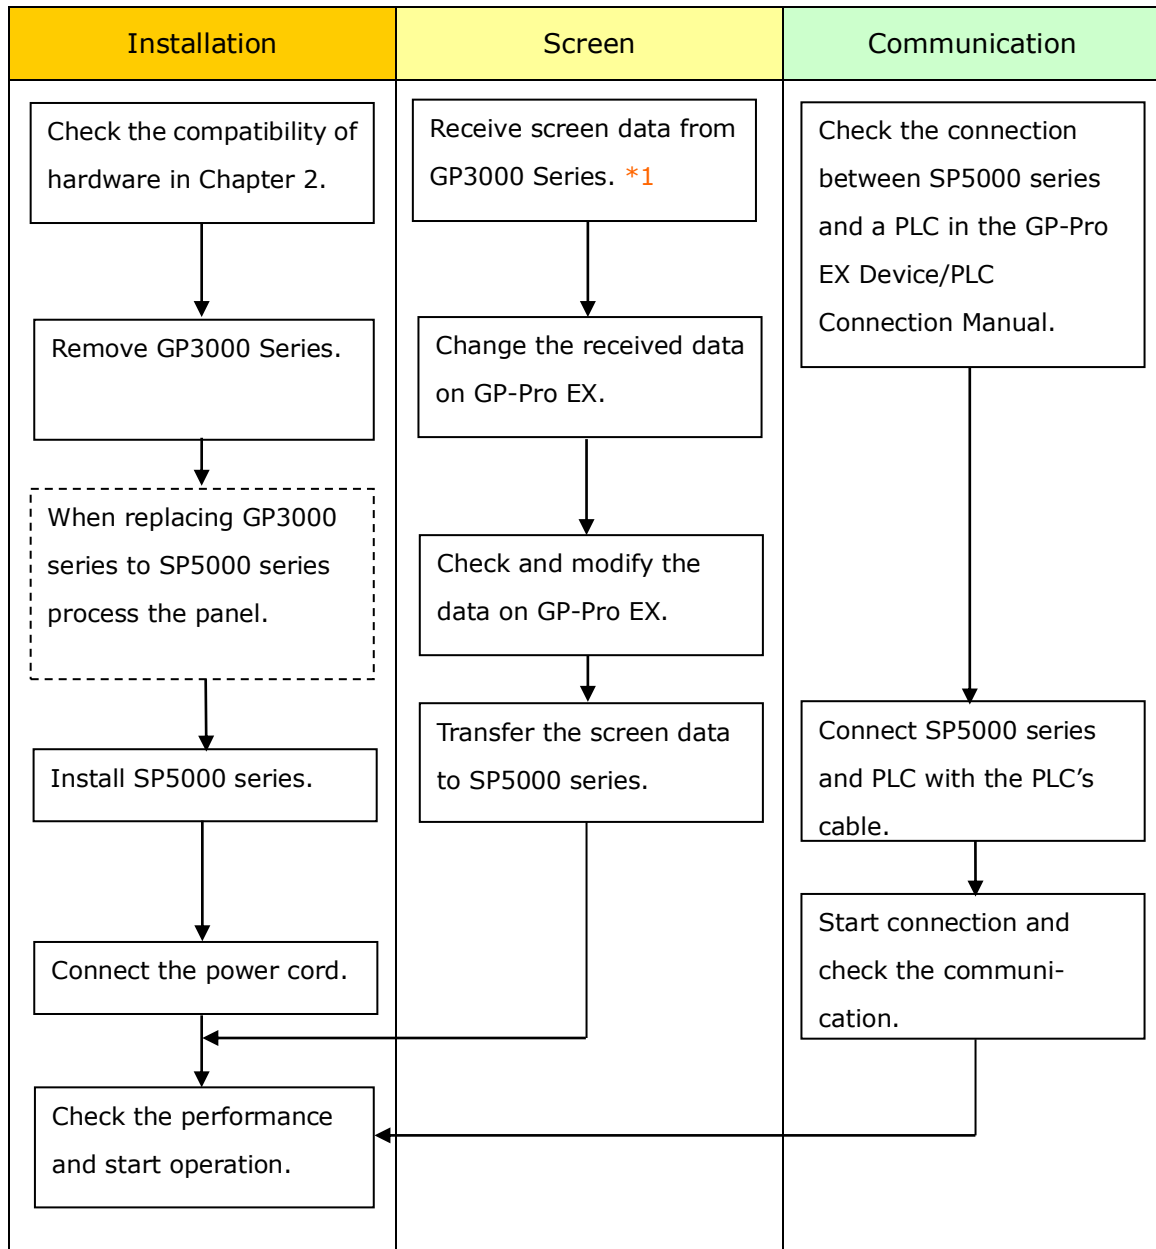 Installation
Screen
Communication
Check the compatibility of
hardware in Chapter 2.
Remove GP3000 Series.
When replacing GP3000
series to SP5000 series
process the panel.
Install SP5000 series.
Connect the power cord.
Check the performance
and start operation.
Receive screen data from
GP3000 Series. *1
Change the received data
on GP-Pro EX.
Check and modify the
data on GP-Pro EX.
Transfer the screen data
to SP5000 series.
Check the connection
between SP5000 series
and a PLC in the GP-Pro
EX Device/PLC
Connection Manual.
Connect SP5000 series
and PLC with the PLC’s
cable.
Start connection and
check the communi-
cation.